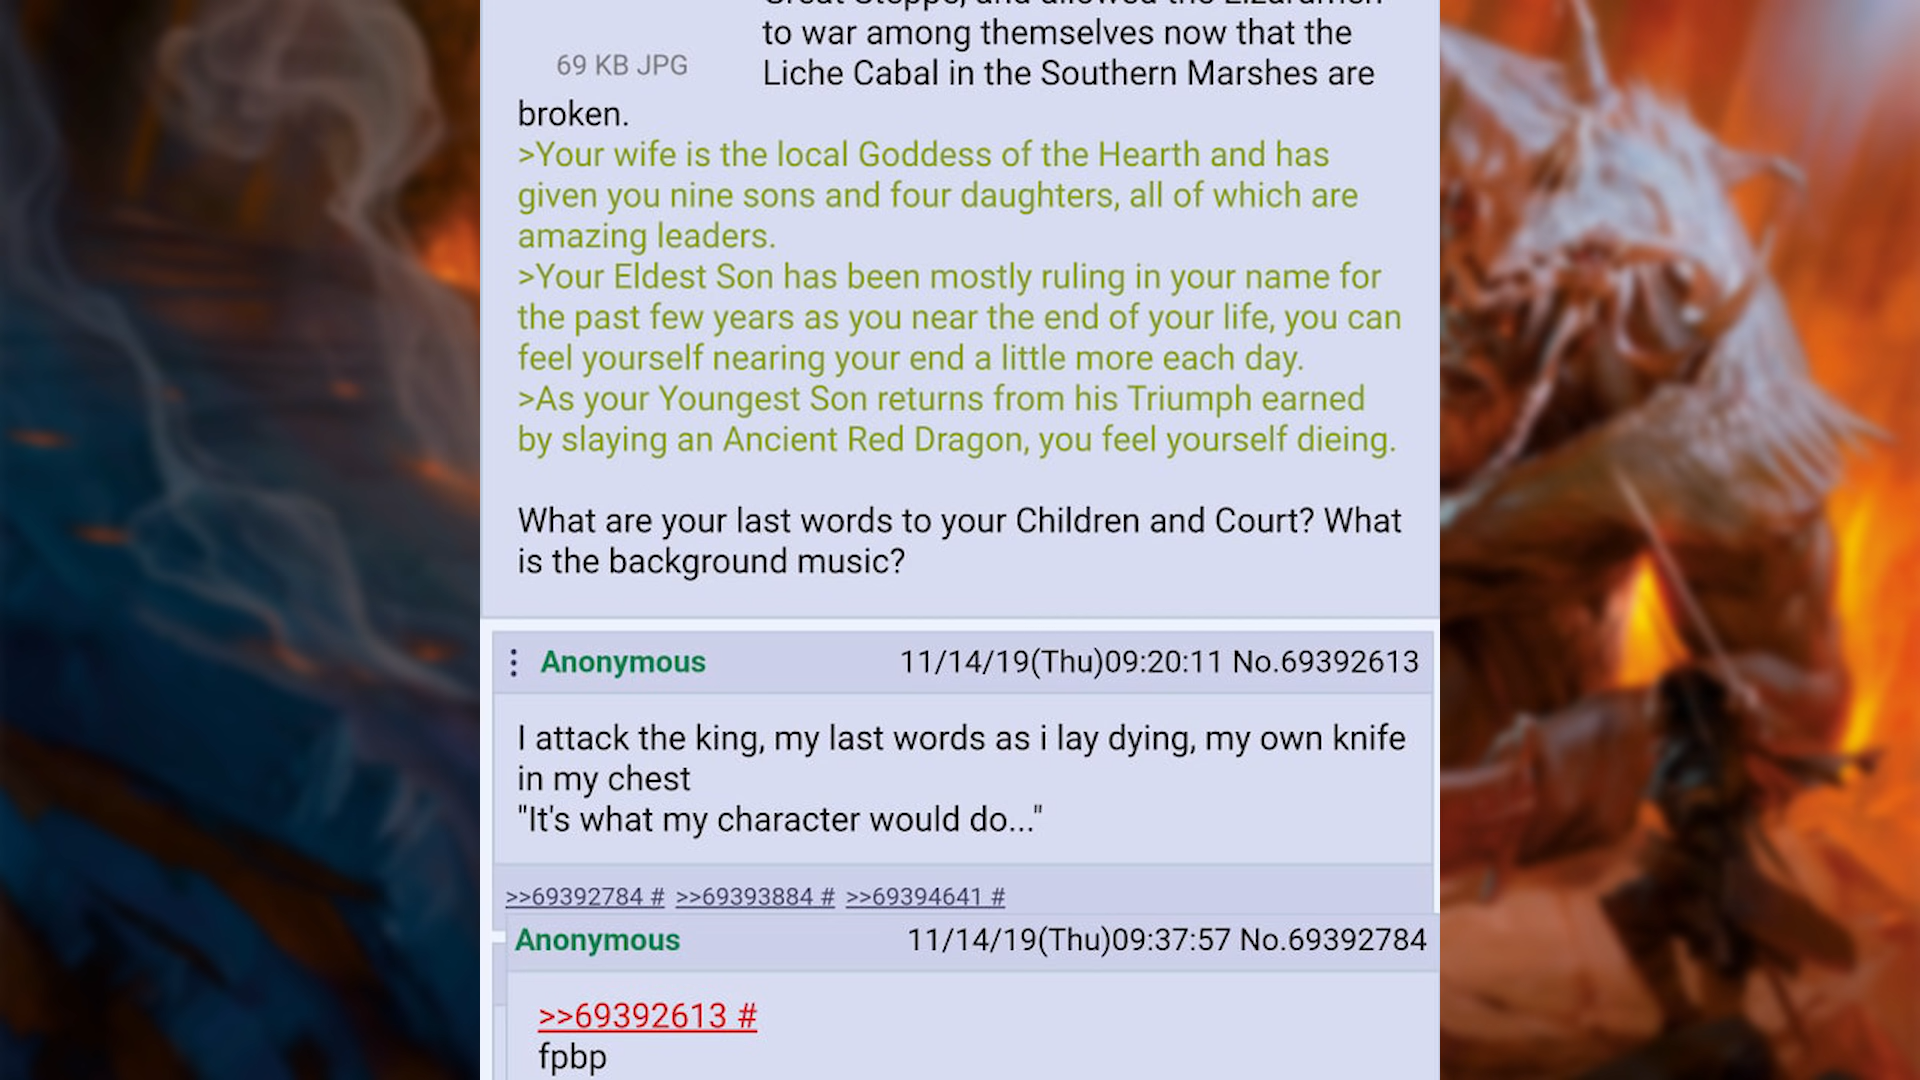 Great Steppe, and allowed the Lizardmen
to war among themselves now that the
69 KB JPG
Liche Cabal in the Southern Marshes are
broken.
>Your wife is the local Goddess of the Hearth and has
given you nine sons and four daughters, all of which are
amazing leaders.
>Your Eldest Son has been mostly ruling in your name for
the past few years as you near the end of your life, you can
feel yourself nearing your end a little more each day.
>As your Youngest Son returns from his Triumph earned
by slaying an Ancient Red Dragon, you feel yourself dieing.
What are your last words to your Children and Court? What
is the background music?
Anonymous 11/14/19(Thu)09:20:11 No.69392613
I attack the king, my last words as i lay dying, my own knife
in my chest
"It's what my character would do..."
>>69392784 # >>69393884 # >>69394641 #
Anonymous 11/14/19(Thu)09:37:57 No.69392784
>>69392613 #
fpbp